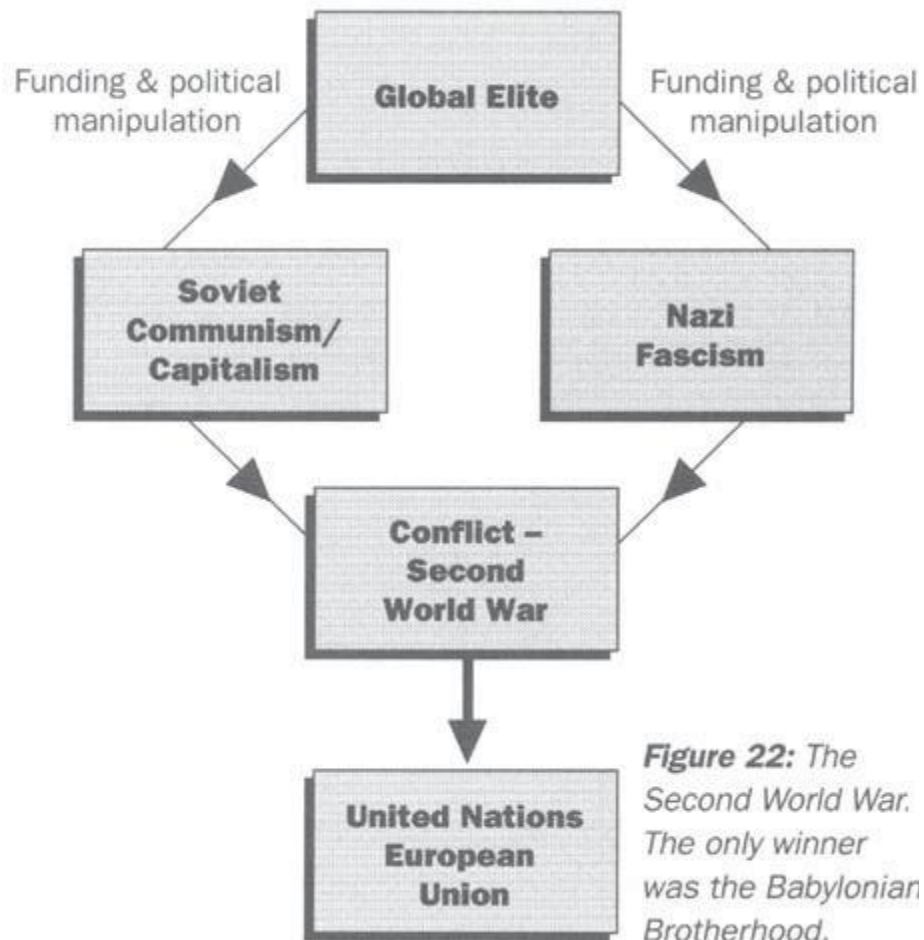 Funding & political
manipulation
Global Elite
Funding & political
manipulation
Soviet
Communism/
Capitalism
Nazi
Fascism
Conflict –
Second
World War
United Nations
European
Union
Figure 22: The
Second World War.
The only winner
was the Babylonian
Brotherhood.